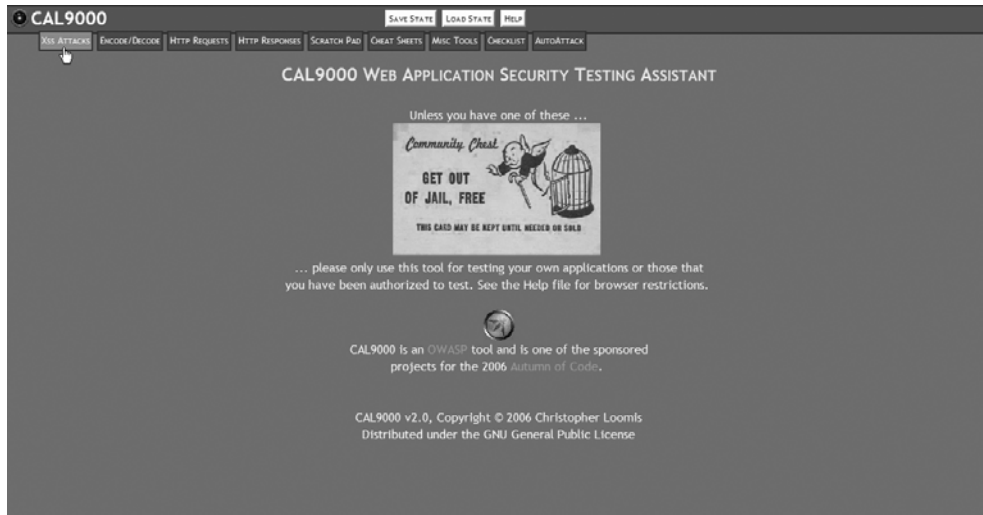 CAL9000
SAVE STATE LOAD STATE HELP
XSS ATTACKS ENCODE/DECODE HTTP REQUESTS HTTP RESPONSES SCRATCH PAD CHEAT SHEETS MISC TOOLS CHECKLIST AUTOATTACK
CAL9000 WEB APPLICATION SECURITY TESTING ASSISTANT
Unless you have one of these ...
Community Chest
GET OUT
OF JAIL, FREE
THIS CARD MAY BE KEPT UNTIL NEEDED OR SOLD
... please only use this tool for testing your own applications or those that
you have been authorized to test. See the Help file for browser restrictions.
CAL9000 is an OWASP tool and is one of the sponsored
projects for the 2006 Autumn of Code.
CAL9000 v2.0, Copyright © 2006 Christopher Loomis
Distributed under the GNU General Public License